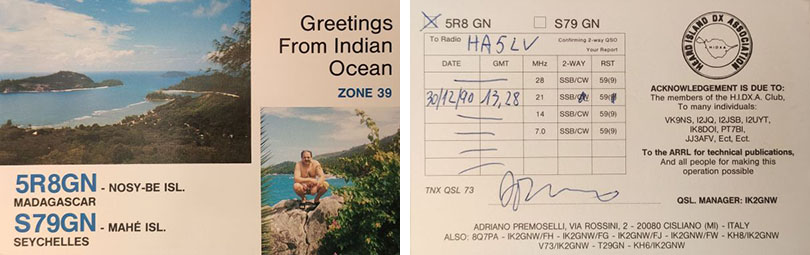 Greetings
From Indian
Ocean
ZONE 39
5R8GN - NOSY-BE ISL.
MADAGASCAR
S79GN - MAHÉ ISL.
SEYCHELLES
5R8 GN S79 GN
To Radio HA5LV Confirming 2-way QSO
Your Report
DATE GMT MHz 2-WAY RST
28 SSB/CW 59(9)
30/12/90 13,28 21 SSB/CW 59(9)
14 SSB/CW 59(9)
7.0 SSB/CW 59(9)
TNX QSL 73
HEARD ISLAND DX ASSOCIATION
H.I.D.X.A.
ACKNOWLEDGEMENT IS DUE TO:
The members of the H.I.DX.A. Club,
To many individuals:
VK9NS, I2JQ, I2JSB, I2UYT,
IK8DOI, PT7BI,
JJ3AFV, Ect, Ect.
To the ARRL for technical publications,
And all people for making this
operation possible
QSL. MANAGER: IK2GNW
ADRIANO PREMOSELLI, VIA ROSSINI, 2 - 20080 CISLIANO (MI) - ITALY
ALSO: 8Q7PA - IK2GNW/FH - IK2GNW/FG - IK2GNW/FJ - IK2GNW/FW - KH8/IK2GNW
V73/IK2GNW - T29GN - KH6/IK2GNW